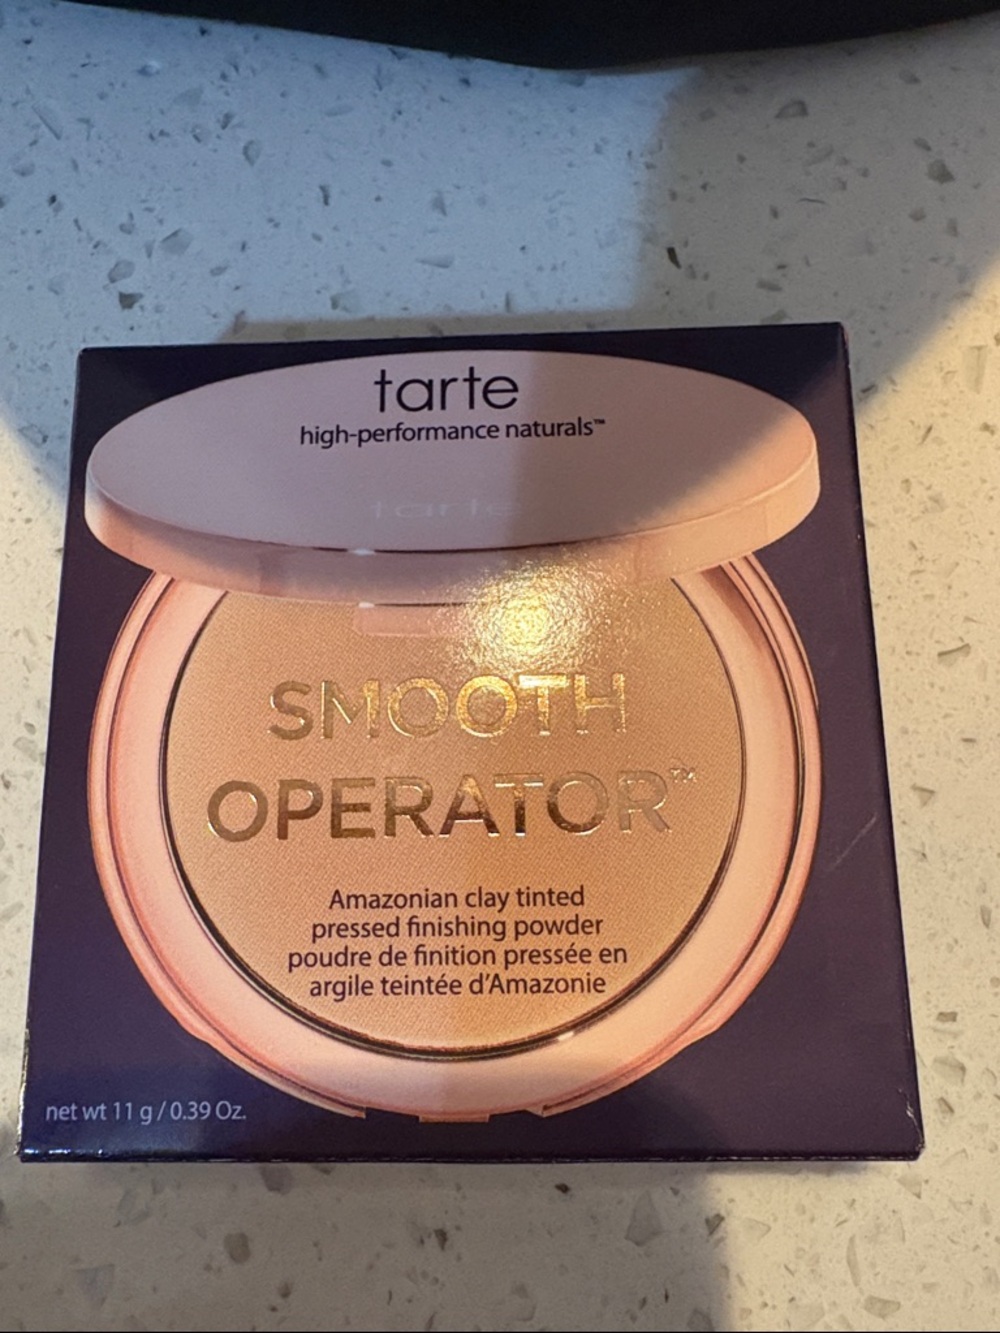 tarte
high-performance naturals™
tarte
SMOOTH
OPERATOR™
Amazonian clay tinted
pressed finishing powder
poudre de finition pressée en
argile teintée d'Amazonie
net wt 11 g / 0.39 Oz.